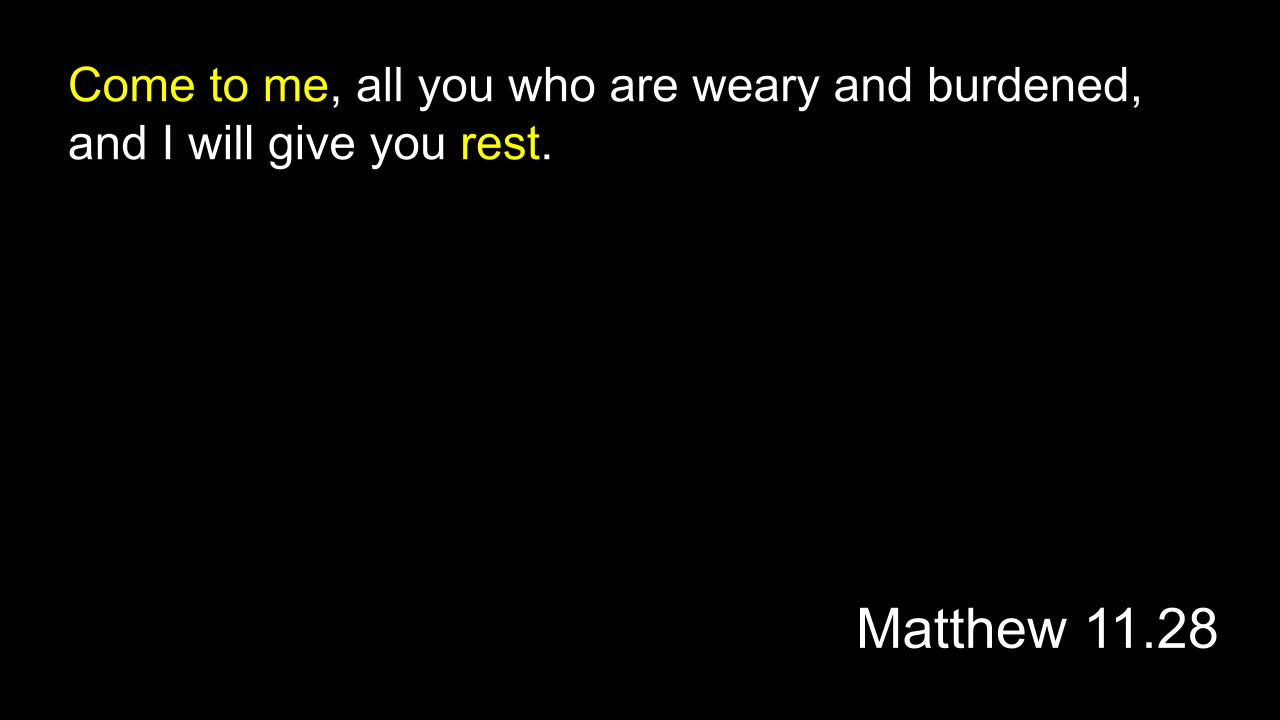 Come to me, all you who are weary and burdened,
and I will give you rest.
Matthew 11.28